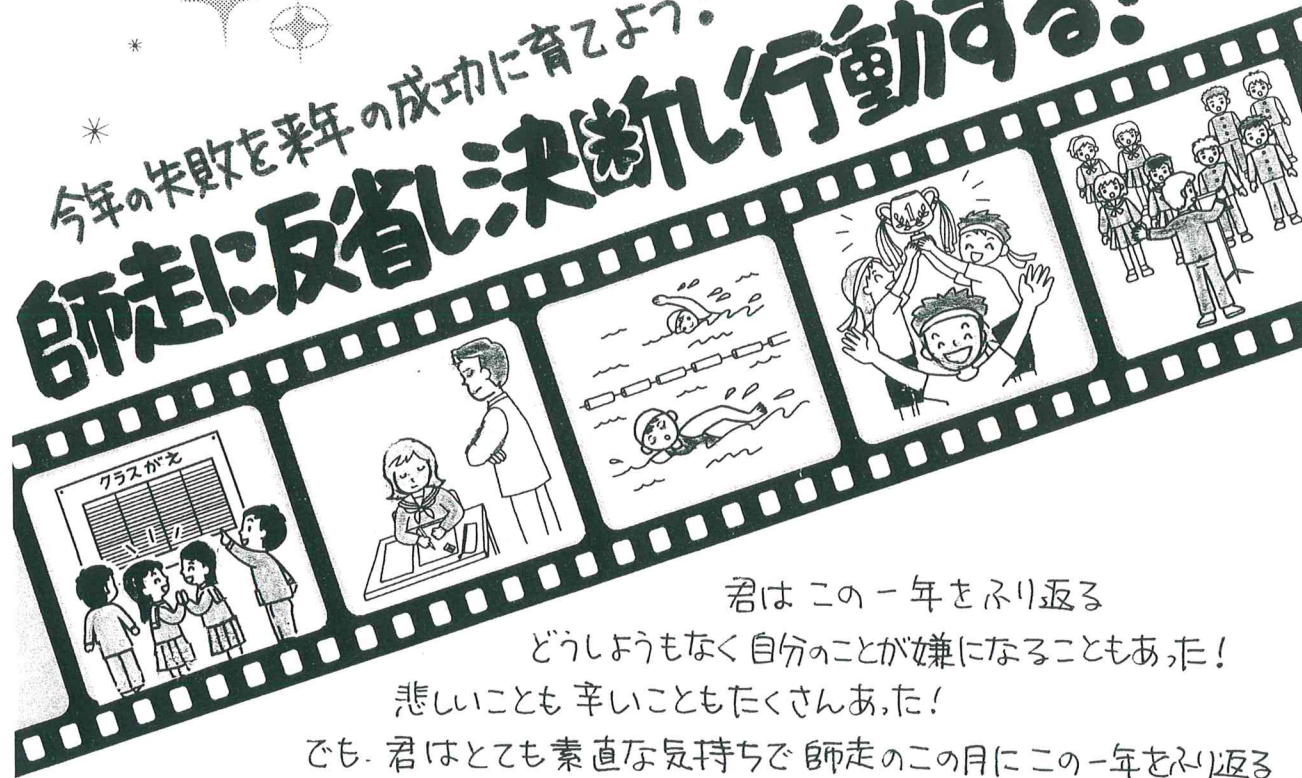 今年の失敗を来年の成功に育てよう!
師走に反省し決断し行動する!
クラスがえ
君は この一年をふり返る
どうしようもなく自分のことが嫌になることもあった!
悲しいことも辛いこともたくさんあった!
でも、君はとても素直な気持ちで師走のこの月にこの一年をふり返る